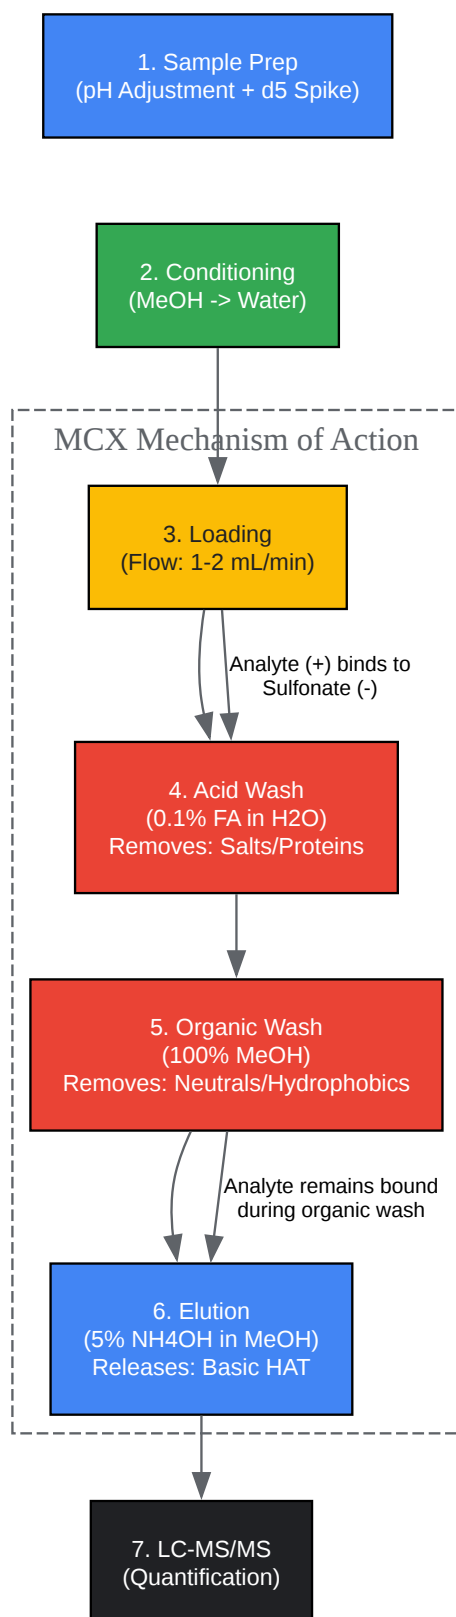 1. Sample Prep
(pH Adjustment + d5 Spike)
2. Conditioning
(MeOH -> Water)
MCX Mechanism of Action
3. Loading
(Flow: 1-2 mL/min)
Analyte (+) binds to
Sulfonate (-)
4. Acid Wash
(0.1% FA in H2O)
Removes: Salts/Proteins
5. Organic Wash
(100% MeOH)
Removes: Neutrals/Hydrophobics
Analyte remains bound
during organic wash
6. Elution
(5% NH4OH in MeOH)
Releases: Basic HAT
7. LC-MS/MS
(Quantification)